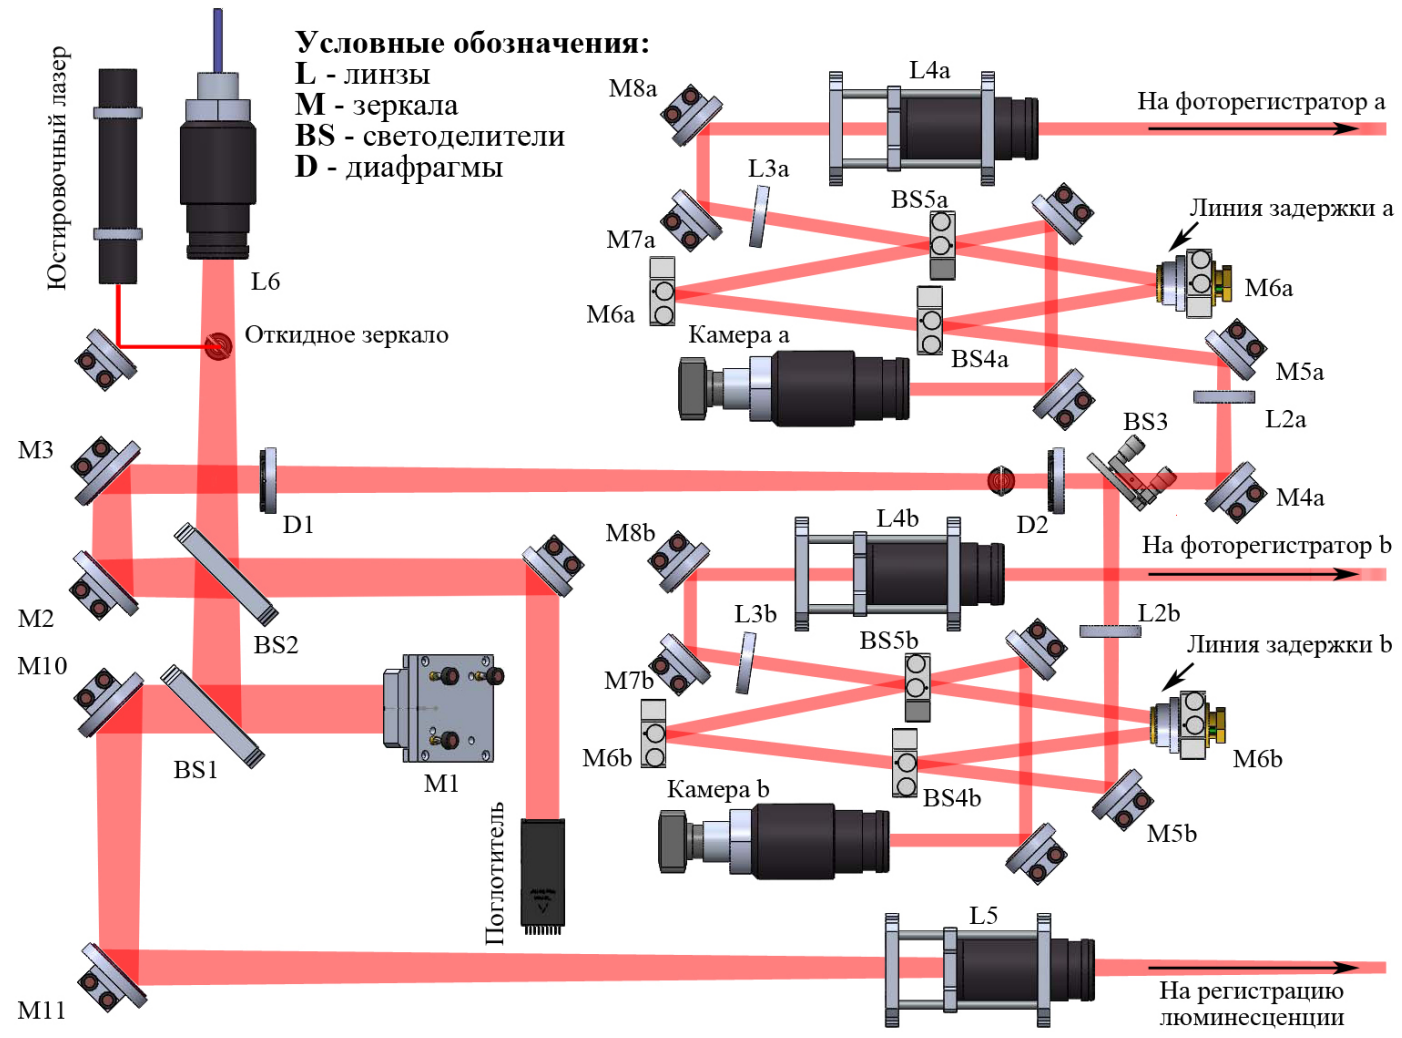 Условные обозначения:
L - линзы
M - зеркала
BS - светоделители
D - диафрагмы
Юстировочный лазер
L6
Откидное зеркало
M8a
L4a
На фоторегистратор a
L3a
BS5a
Линия задержки a
M7a
M6a
M6a
Камера a
BS4a
M5a
L2a
BS3
M3
D1
D2
M4a
M8b
L4b
На фоторегистратор b
M2
BS2
L3b
BS5b
L2b
Линия задержки b
M10
M7b
BS1
M1
M6b
M6b
Камера b
BS4b
M5b
Поглотитель
L5
M11
На регистрацию
люминесценции